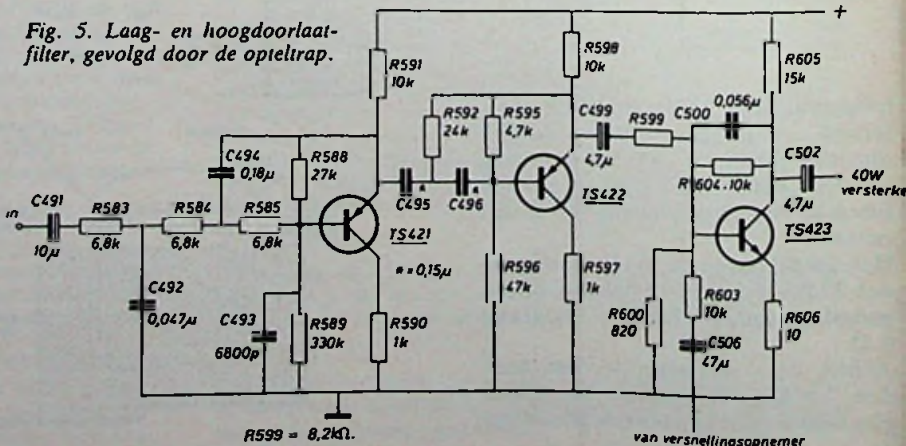 Fig. 5. Laag- en hoogdoorlaat-
filter, gevolgd door de opteltrap.
+
R591
10k
R598
10k
R605
15k
R592
24k
R595
4,7k
C499
4,7μ
R599
C500
0,056μ
C494
0,18μ
R588
27k
C495
*
C496
*
R604 10k
C502
4,7μ
40W
versterke
in
C491
10μ
R583
6,8k
R584
6,8k
R585
6,8k
TS421
TS422
TS423
* = 0,15μ
C492
0,047μ
C493
6800p
R589
330k
R590
1k
R596
47k
R597
1k
R600
820
R603
10k
C506
47μ
R606
10
R599 = 8,2kΩ.
van versnellingsopnemer